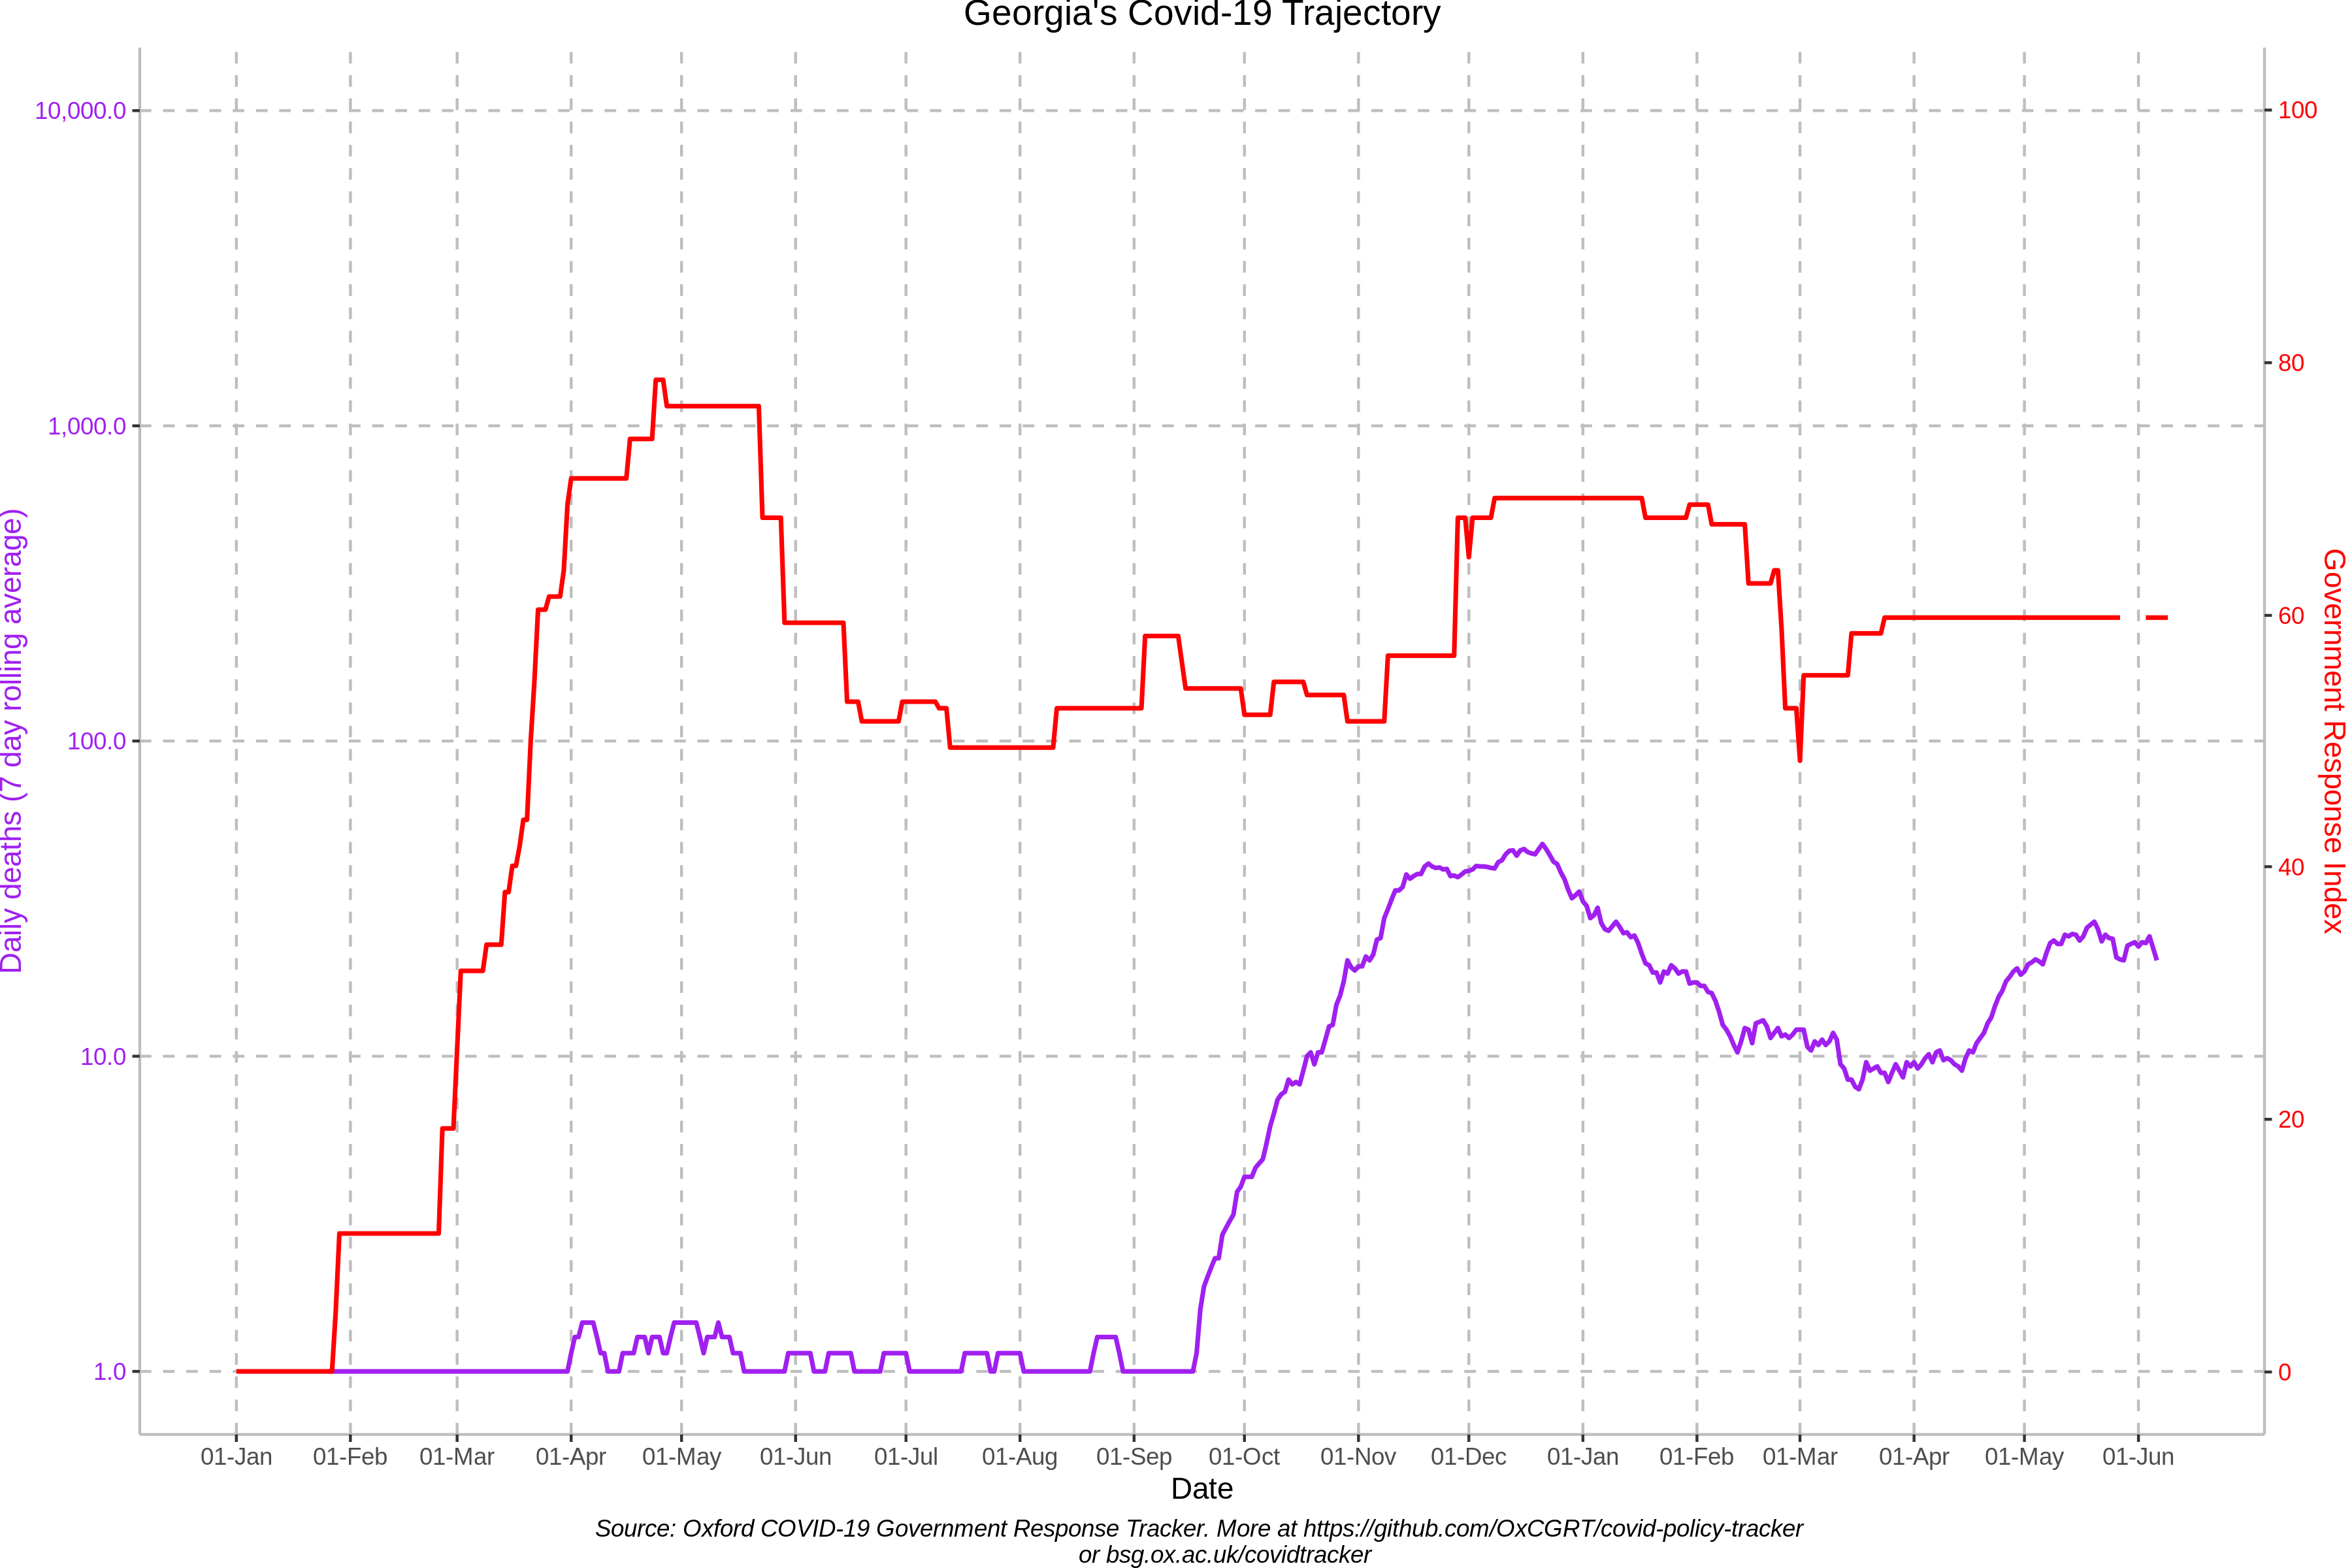 Georgia's Covid-19 Trajectory
10,000.0
1,000.0
100.0
10.0
1.0
Daily deaths (7 day rolling average)
100
80
60
40
20
0
Government Response Index
01-Jan 01-Feb 01-Mar 01-Apr 01-May 01-Jun 01-Jul 01-Aug 01-Sep 01-Oct 01-Nov 01-Dec 01-Jan 01-Feb 01-Mar 01-Apr 01-May 01-Jun
Date
Source: Oxford COVID-19 Government Response Tracker. More at https://github.com/OxCGRT/covid-policy-tracker
or bsg.ox.ac.uk/covidtracker